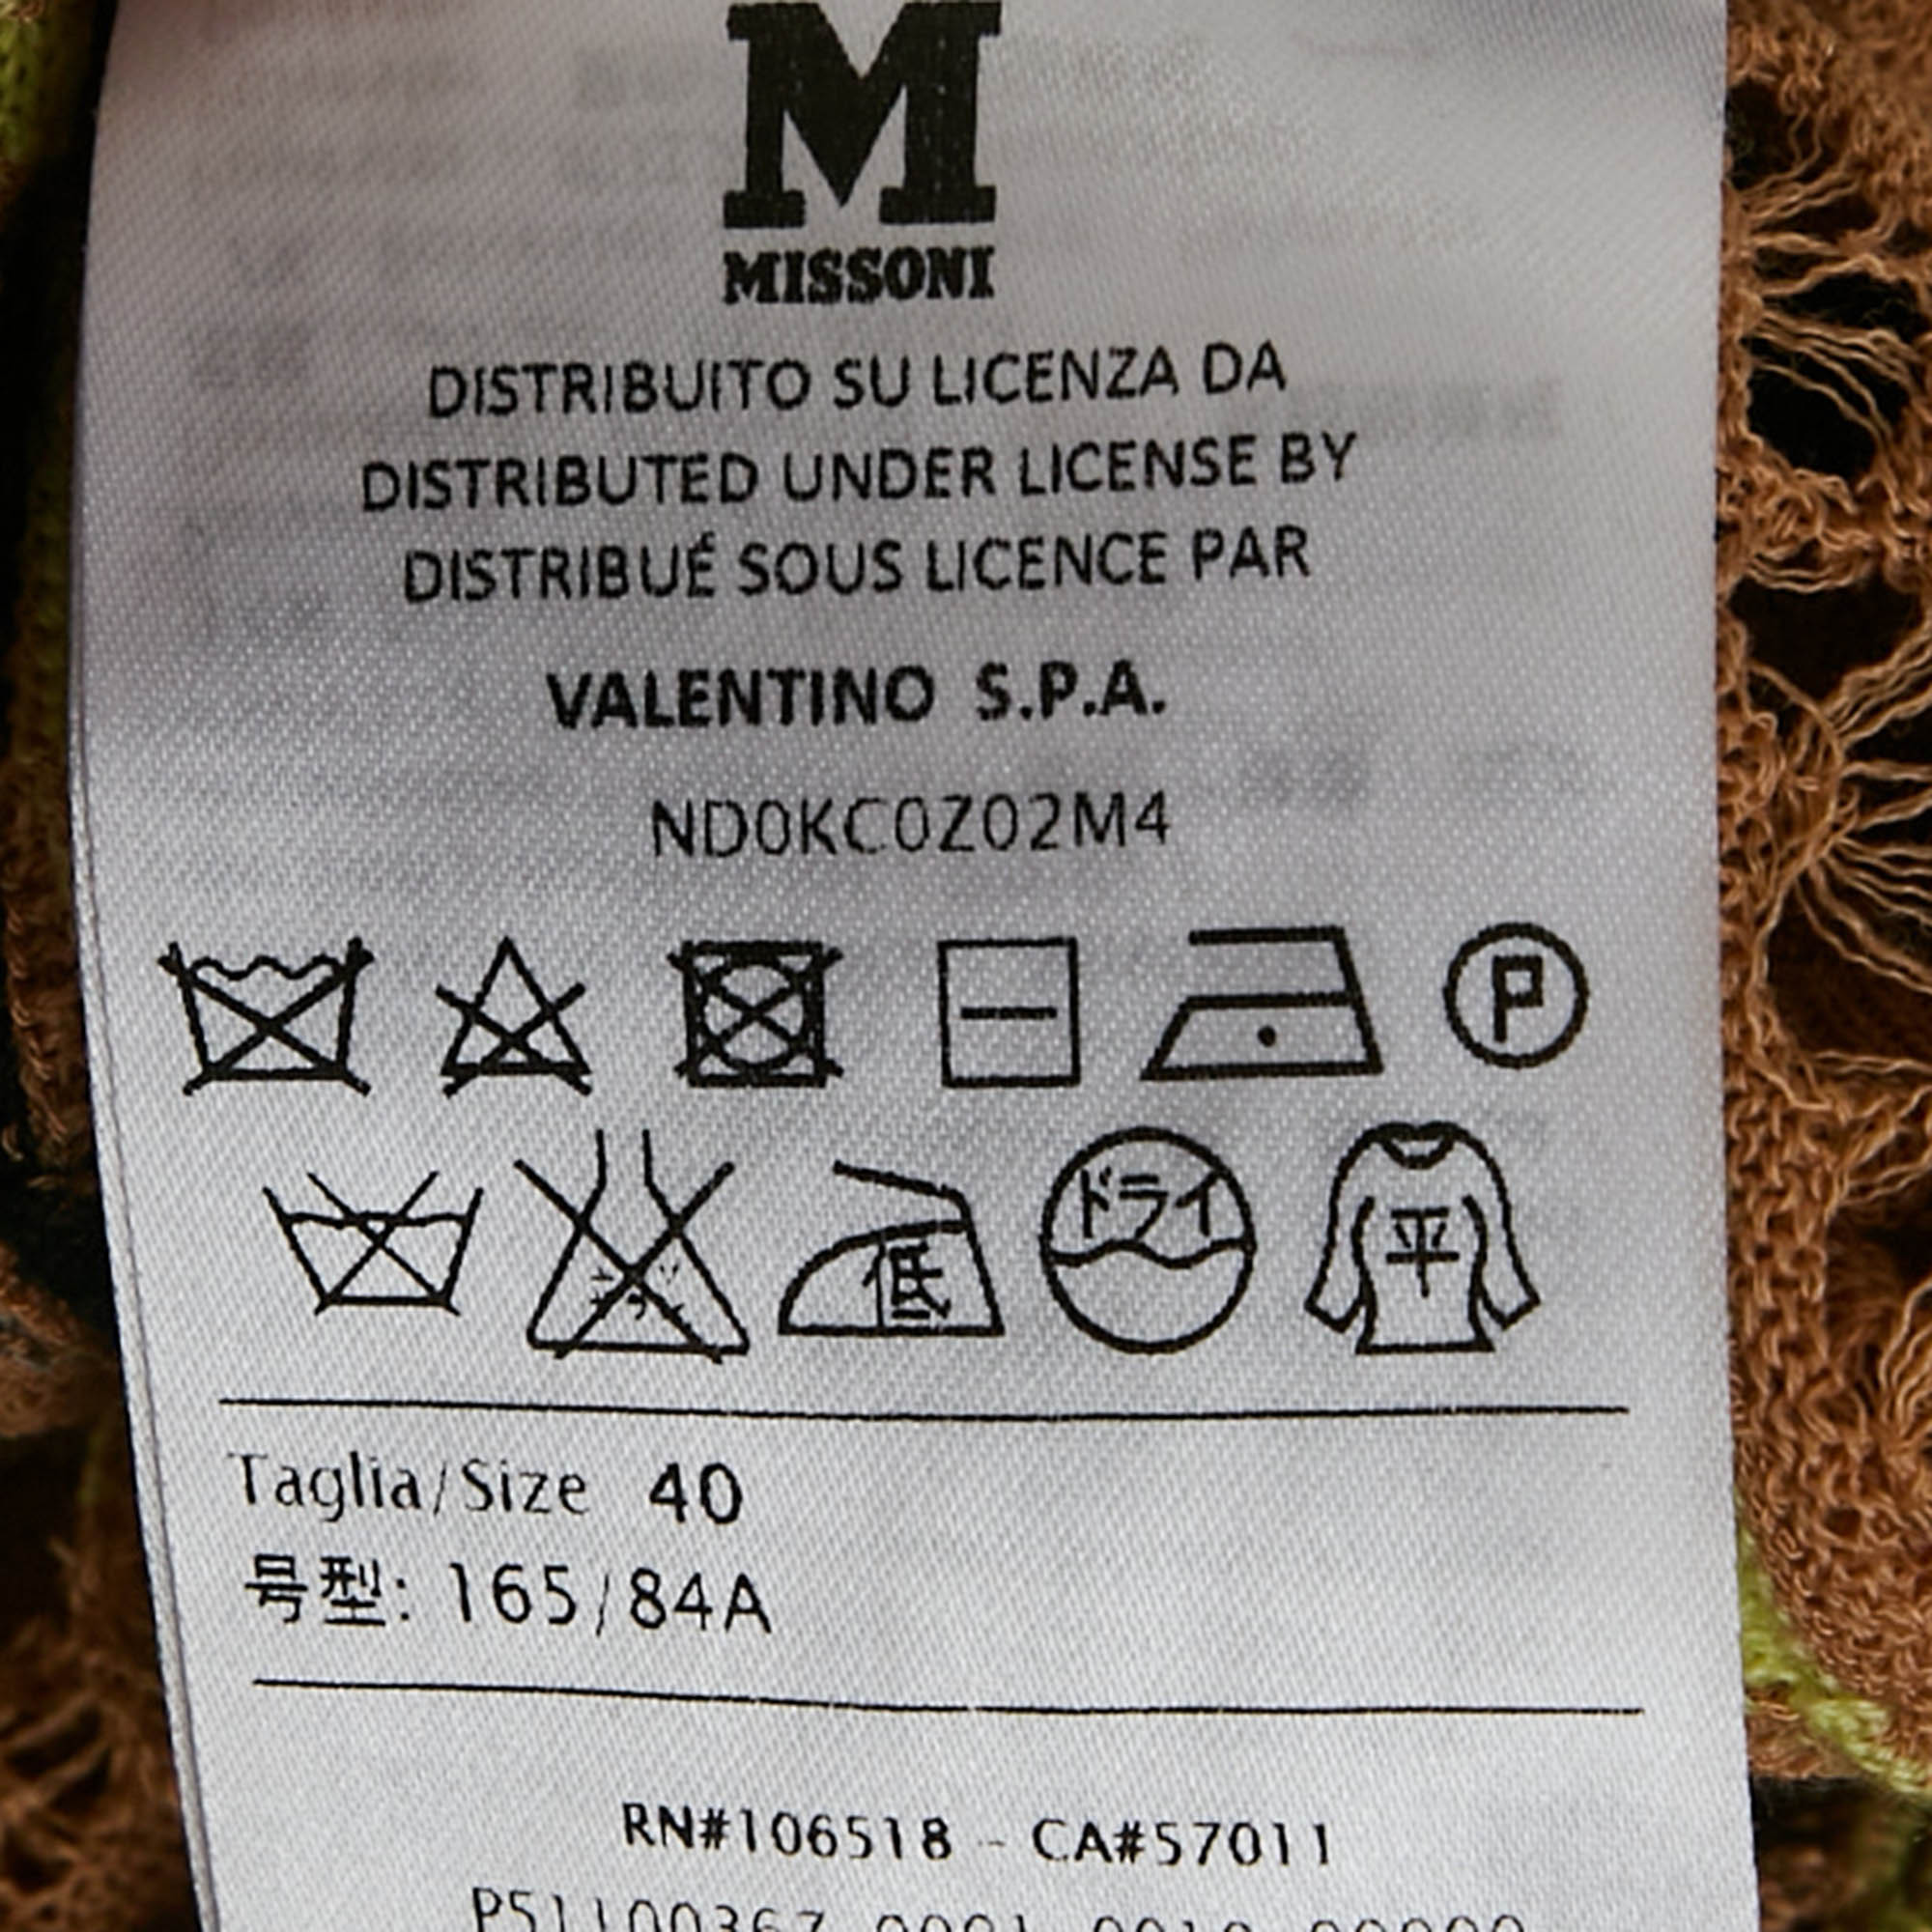 M
MISSONI
DISTRIBUITO SU LICENZA DA
DISTRIBUTED UNDER LICENSE BY
DISTRIBUÉ SOUS LICENCE PAR
VALENTINO S.P.A.
ND0KC0Z02M4
P
低 ドライ 平
Taglia/Size 40
号型: 165/84A
RN#106518 - CA#57011